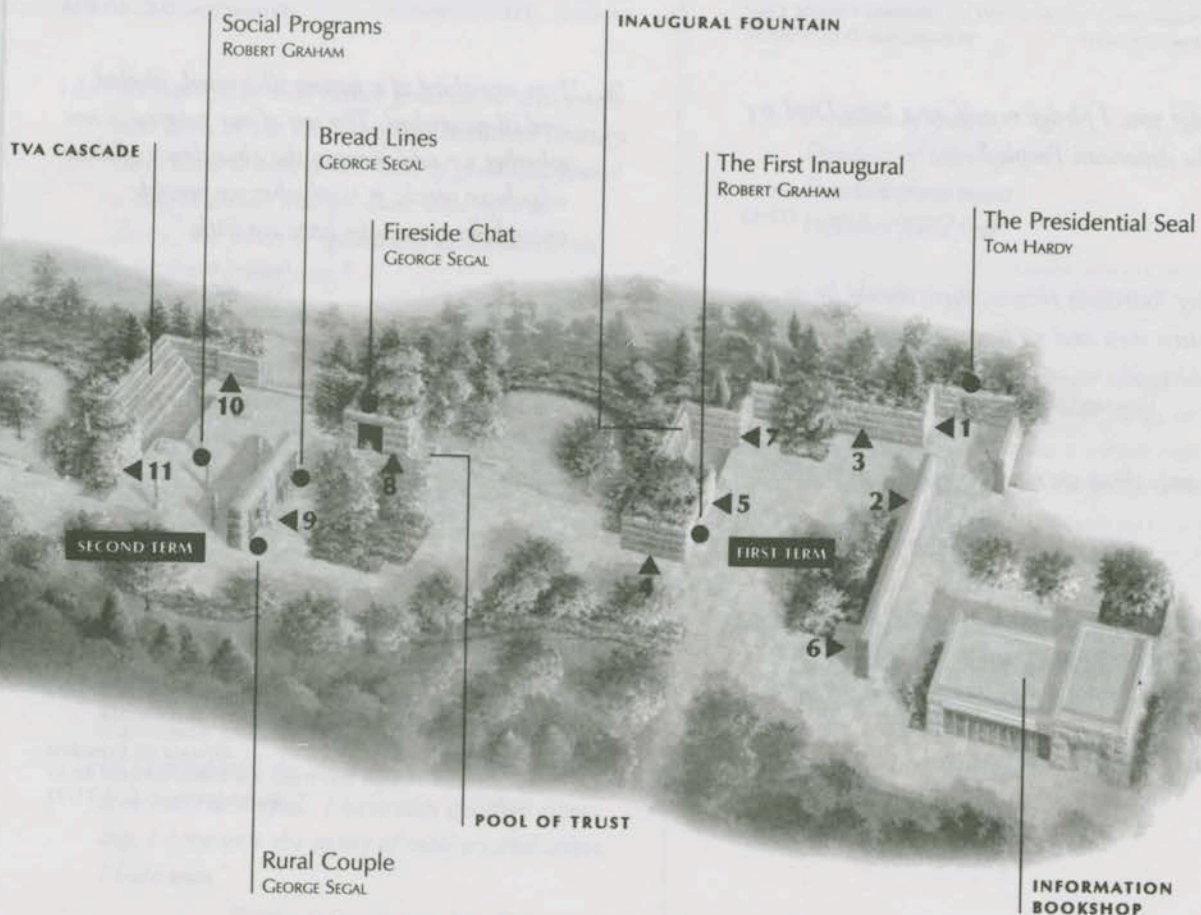 Social Programs
ROBERT GRAHAM
INAUGURAL FOUNTAIN
TVA CASCADE
Bread Lines
GEORGE SEGAL
The First Inaugural
ROBERT GRAHAM
The Presidential Seal
TOM HARDY
Fireside Chat
GEORGE SEGAL
10
11
9
8
7
5
3
1
2
6
SECOND TERM
FIRST TERM
POOL OF TRUST
Rural Couple
GEORGE SEGAL
INFORMATION
BOOKSHOP